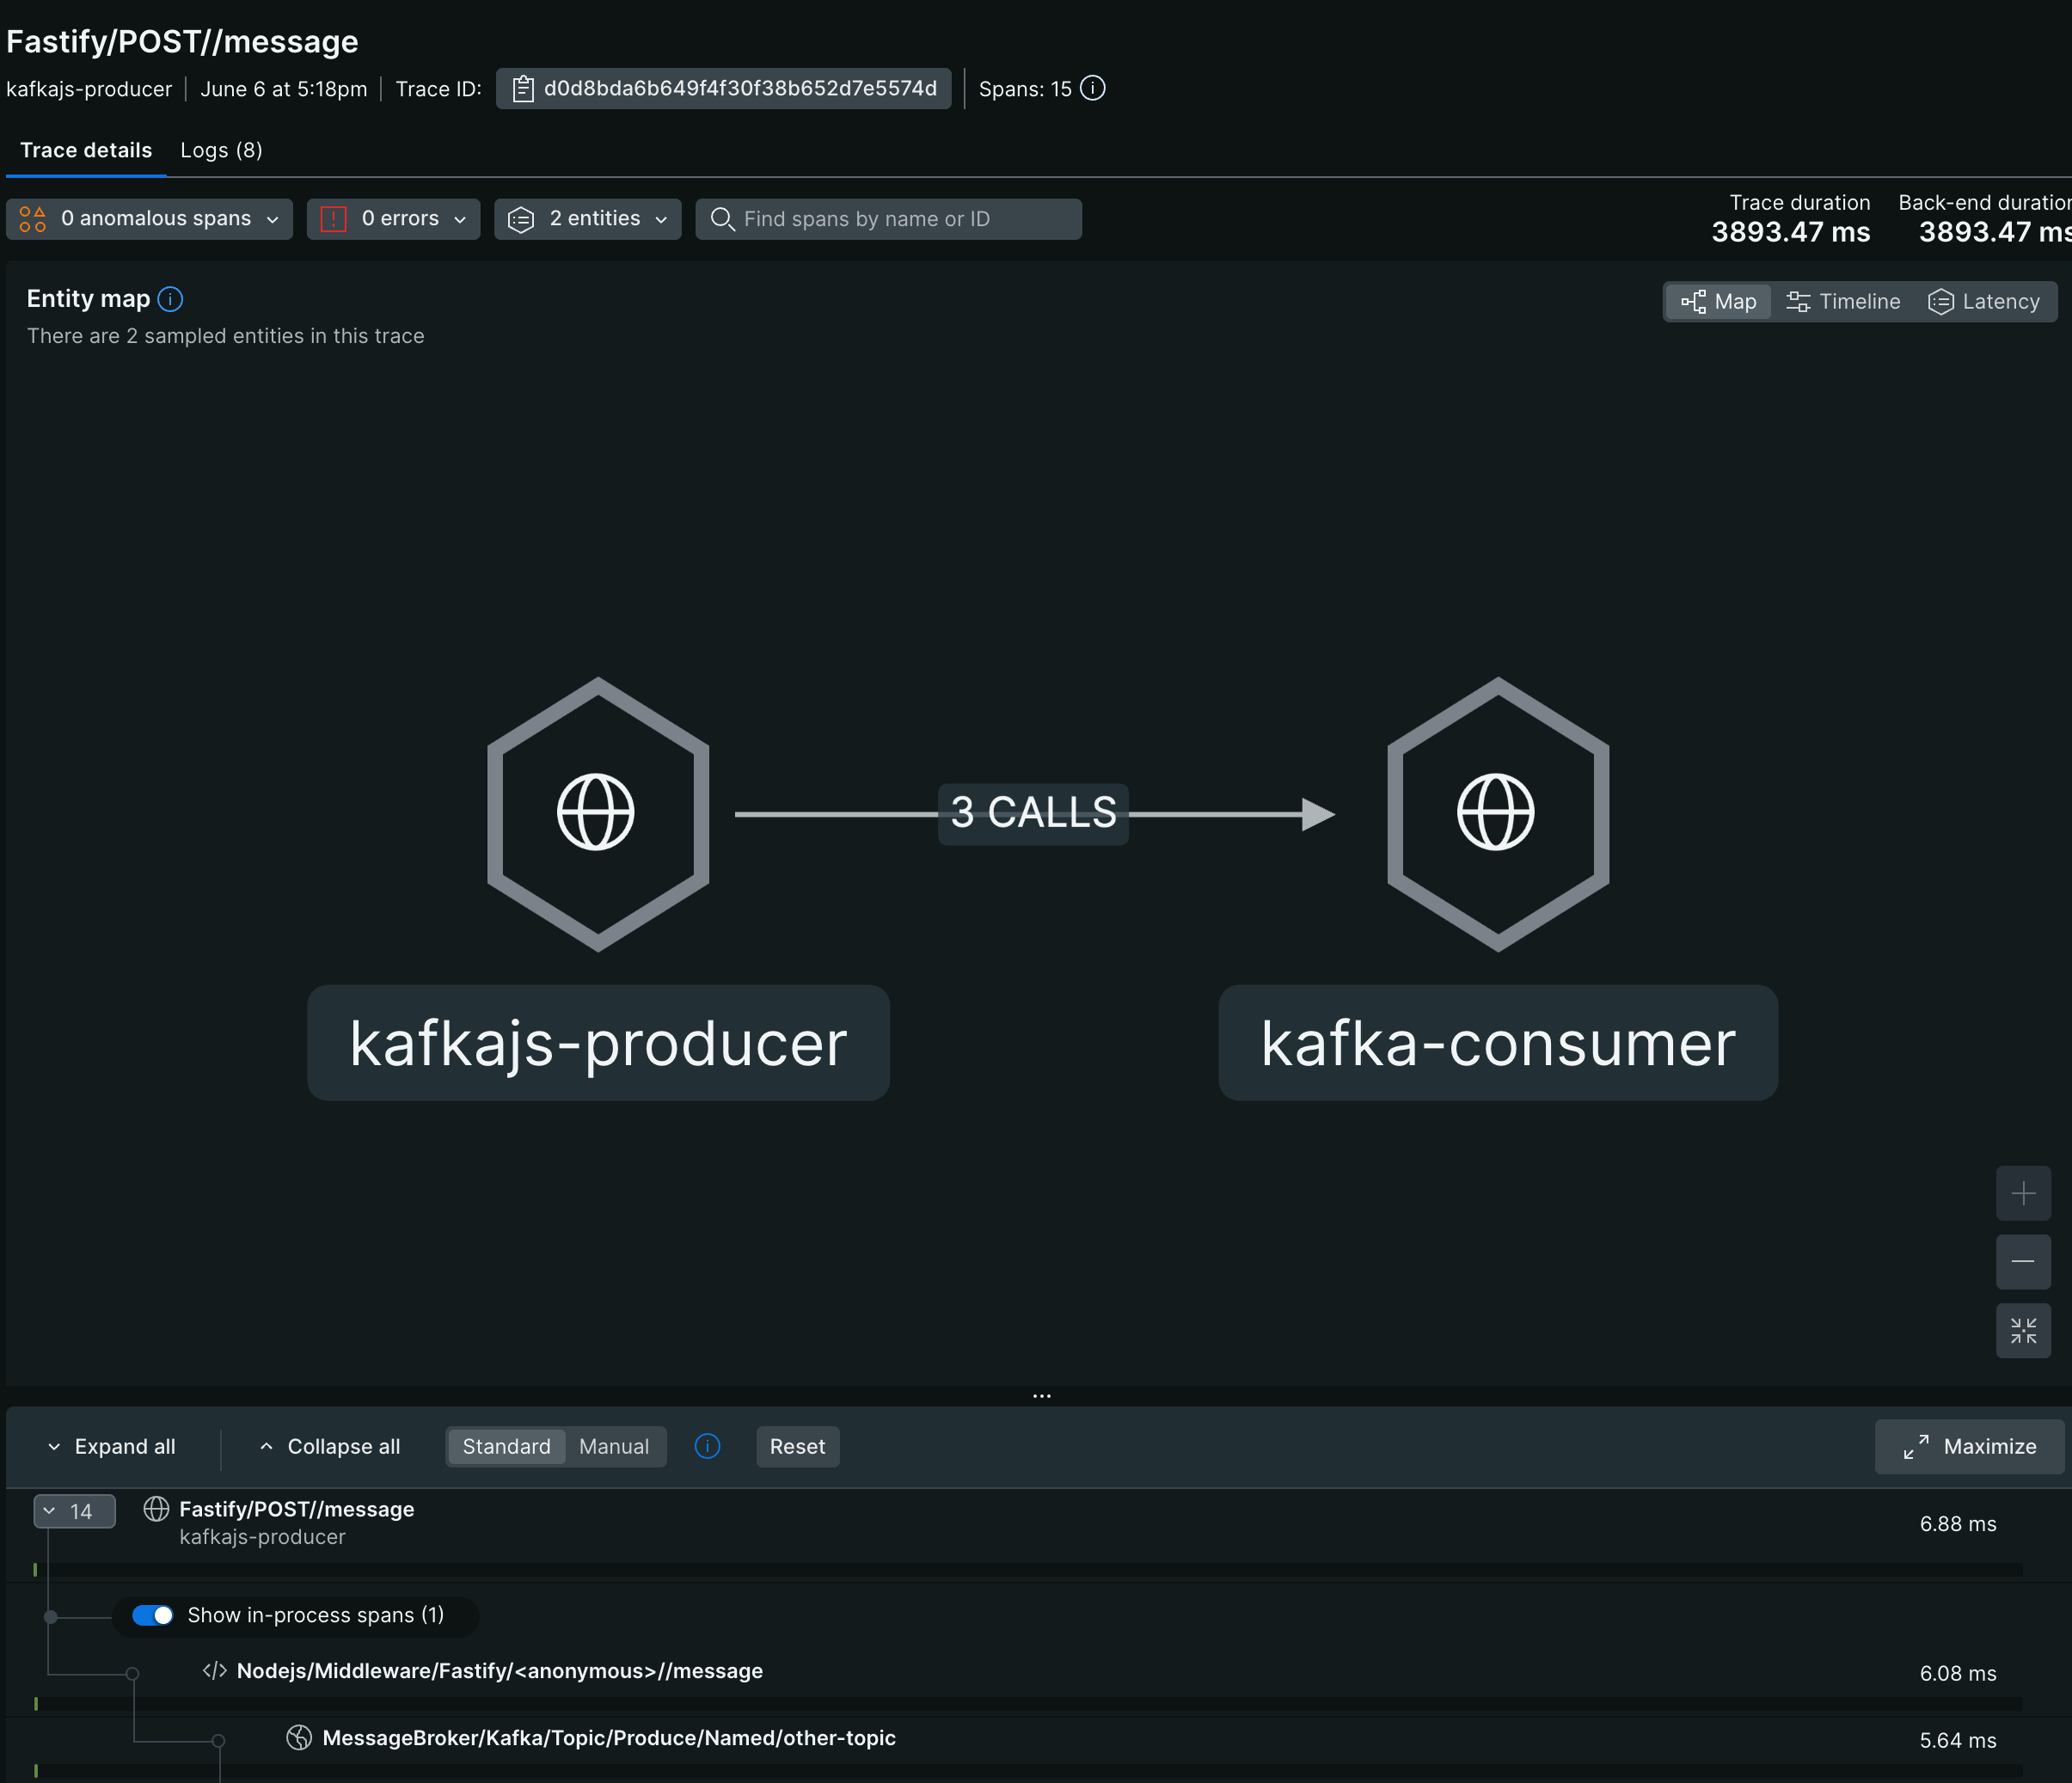 Fastify/POST//message
kafkajs-producer June 6 at 5:18pm Trace ID: d0d8bda6b649f4f30f38b652d7e5574d Spans: 15
Trace details Logs (8)
0 anomalous spans 0 errors 2 entities Find spans by name or ID
Trace duration Back-end duration
3893.47 ms 3893.47 ms
Entity map
Map Timeline Latency
There are 2 sampled entities in this trace
3 CALLS
kafkajs-producer kafka-consumer
...
Expand all Collapse all Standard Manual Reset Maximize
14 Fastify/POST//message
kafkajs-producer
6.88 ms
Show in-process spans (1)
</> Nodejs/Middleware/Fastify/<anonymous>//message 6.08 ms
MessageBroker/Kafka/Topic/Produce/Named/other-topic 5.64 ms